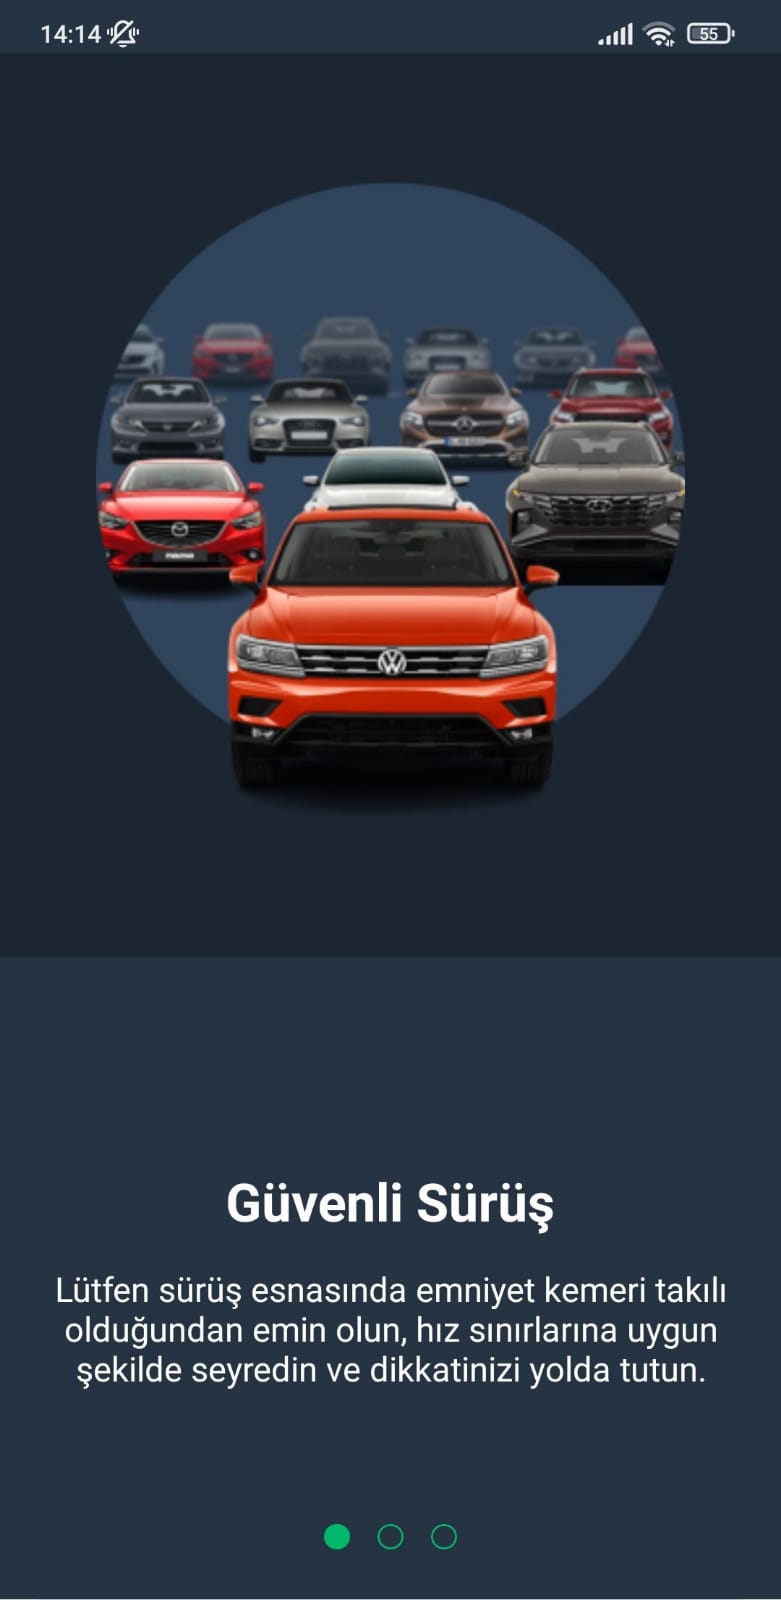 14:14
55
Güvenli Sürüş
Lütfen sürüş esnasında emniyet kemeri takılı
olduğundan emin olun, hız sınırlarına uygun
şekilde seyredin ve dikkatinizi yolda tutun.